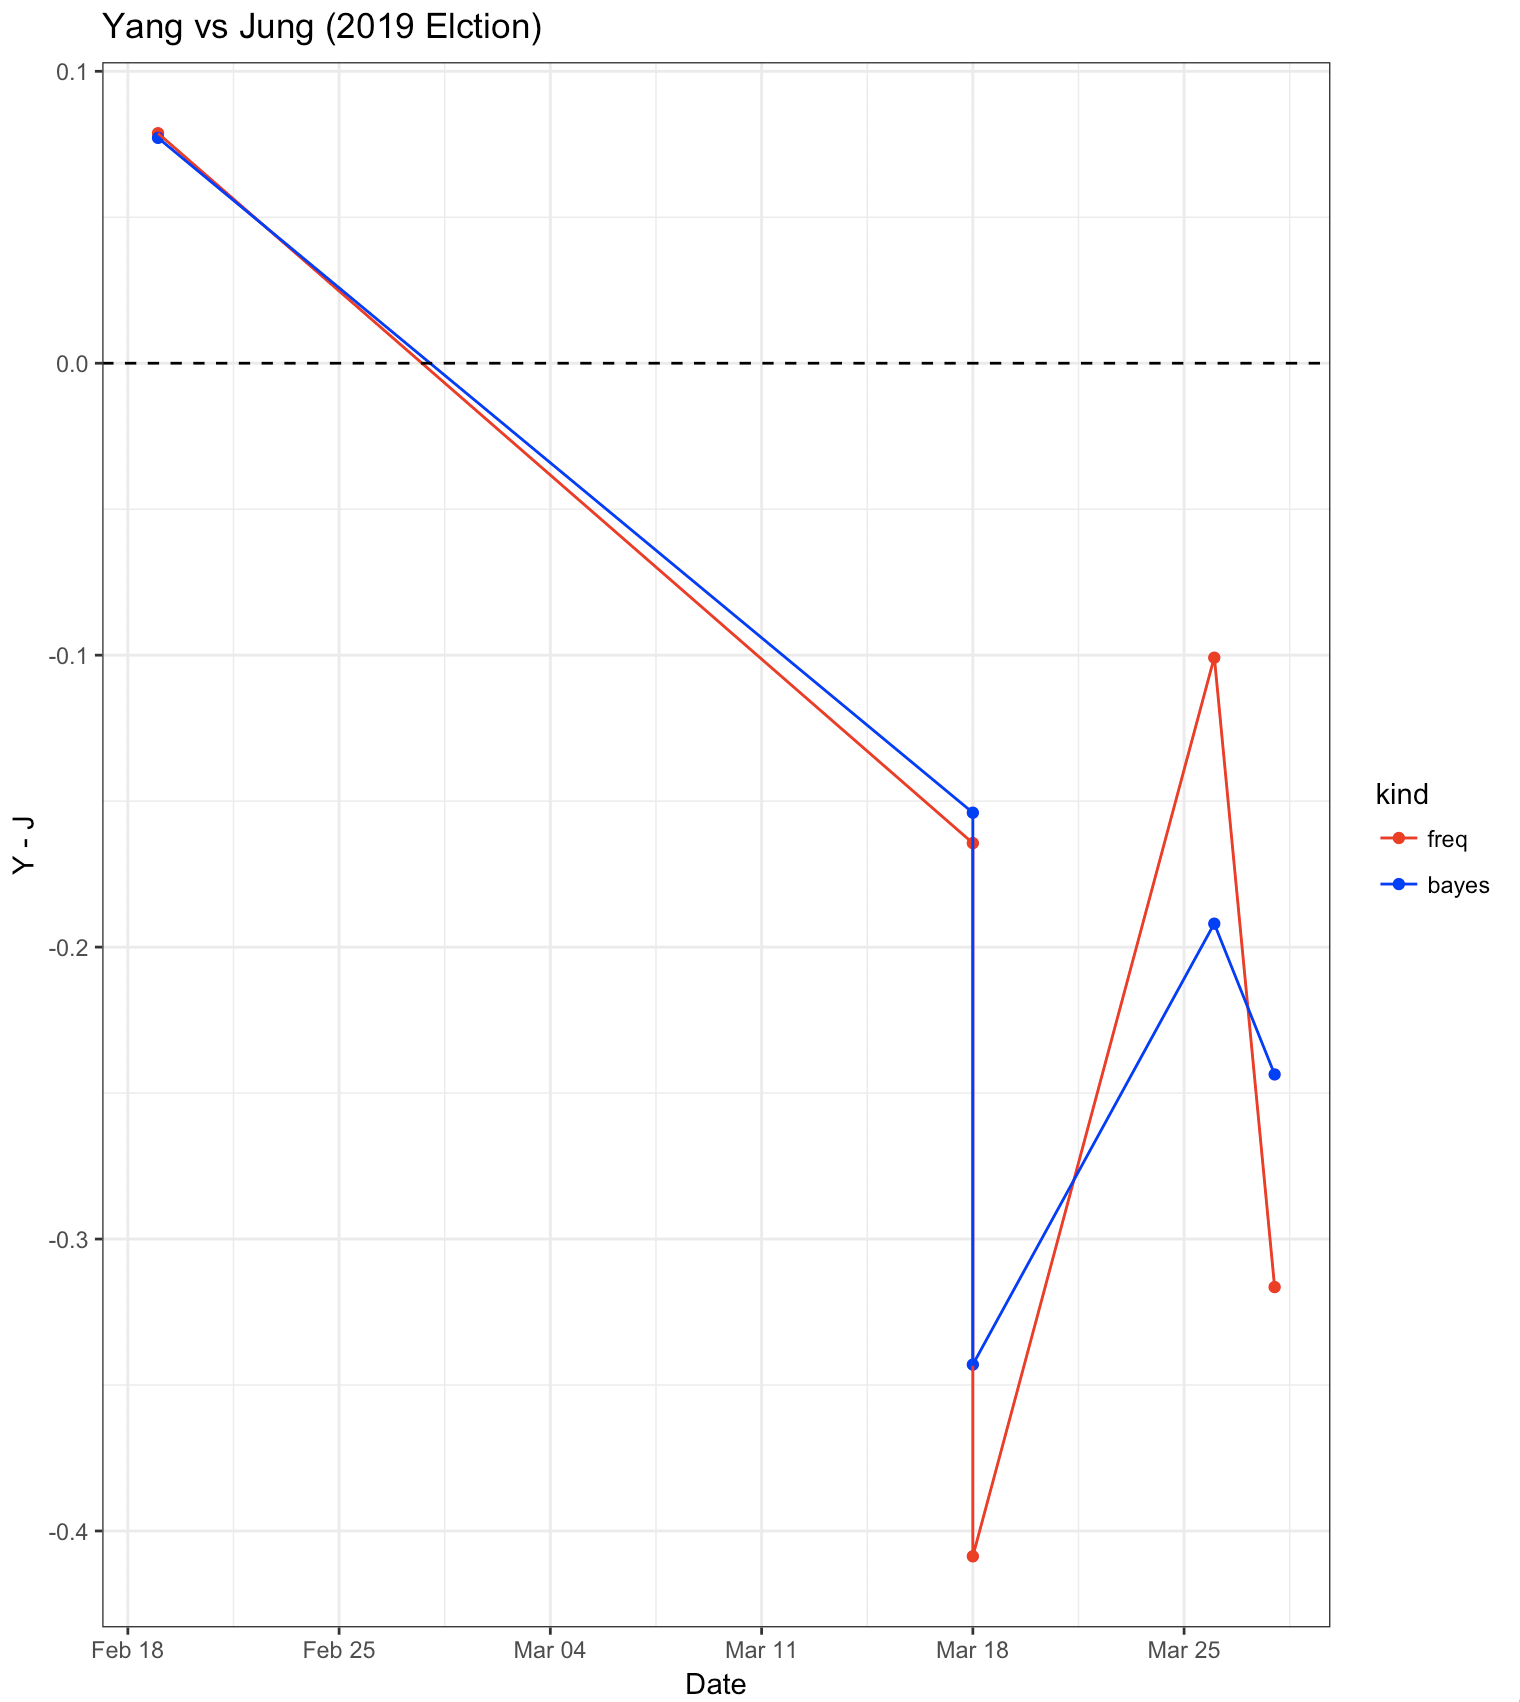 Yang vs Jung (2019 Elction)
0.1
0.0
-0.1
-0.2
-0.3
-0.4
Y - J
Feb 18 Feb 25 Mar 04 Mar 11 Mar 18 Mar 25
Date
kind
freq
bayes